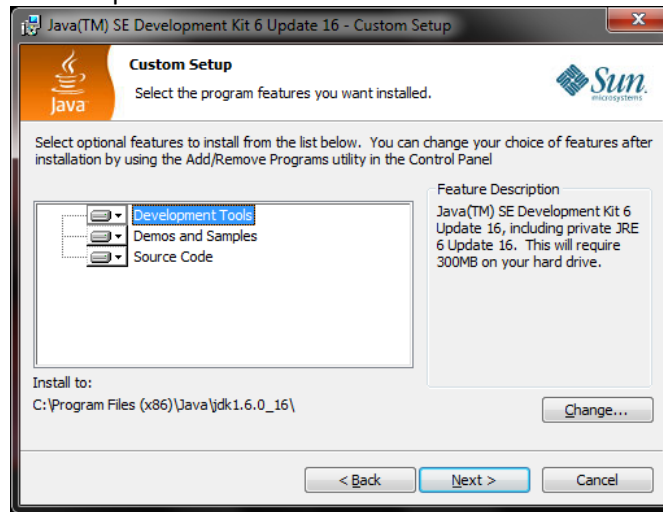 Java(TM) SE Development Kit 6 Update 16 - Custom Setup
Java
Custom Setup
Select the program features you want installed.
Sun
microsystems
Select optional features to install from the list below. You can change your choice of features after
installation by using the Add/Remove Programs utility in the Control Panel
Development Tools
Demos and Samples
Source Code
Feature Description
Java(TM) SE Development Kit 6
Update 16, including private JRE
6 Update 16. This will require
300MB on your hard drive.
Install to:
C:\Program Files (x86)\Java\jdk1.6.0_16\
Change...
< Back
Next >
Cancel